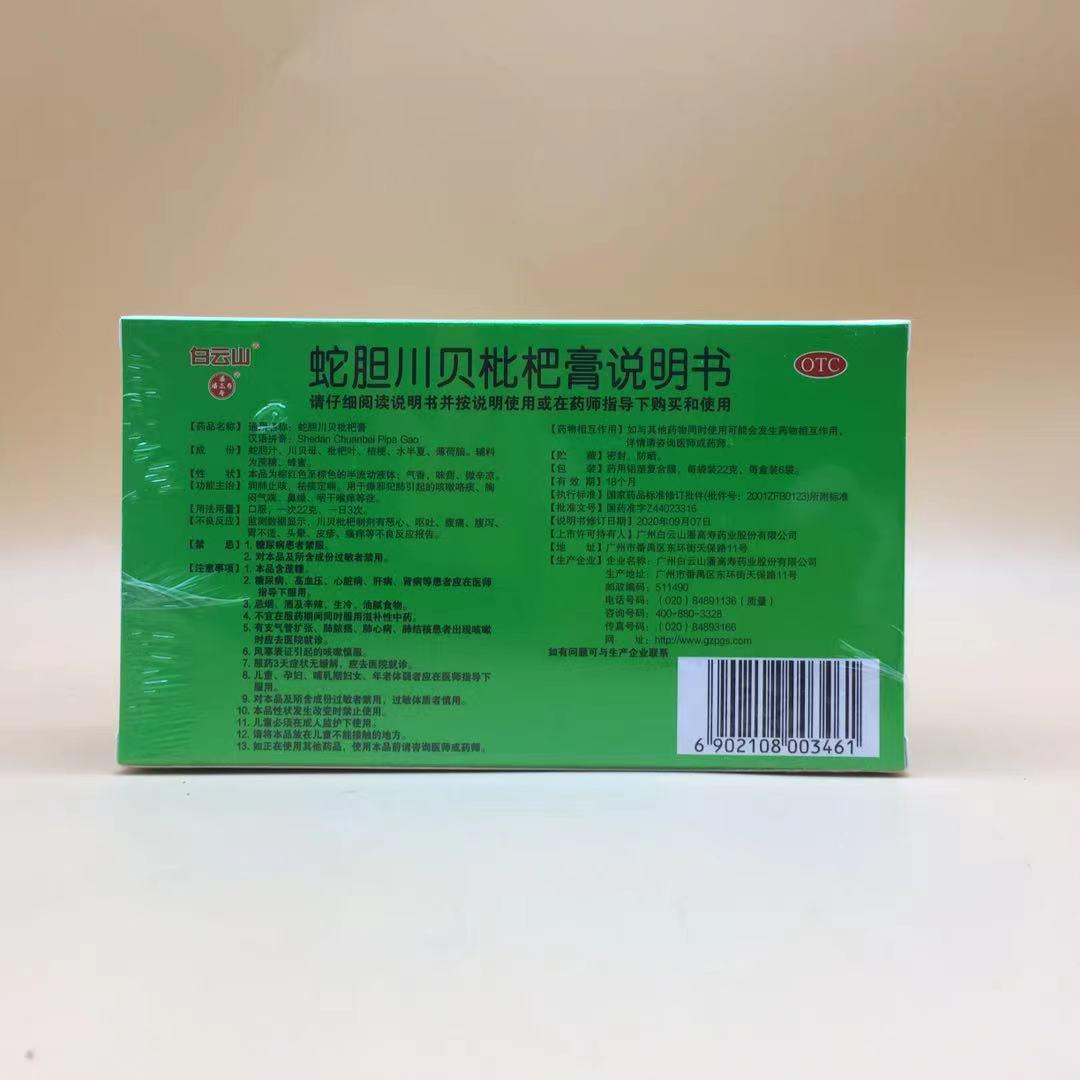 白云山
蛇胆川贝枇杷膏说明书
OTC
请仔细阅读说明书并按说明使用或在药师指导下购买和使用
【药品名称】通用名称：蛇胆川贝枇杷膏
汉语拼音：Shedan Chuanbei Pipa Gao
【成 份】蛇胆汁、川贝母、枇杷叶、桔梗、水半夏、薄荷脑。辅料
为蔗糖、蜂蜜。
【性 状】本品为棕红色至棕色的半流动液体；气香，味甜、微辛凉。
【功能主治】润肺止咳，祛痰定喘。用于燥邪犯肺引起的咳嗽咯痰、胸
闷气喘、鼻燥、咽干喉痒等症。
【用法用量】口服，一次22克，一日3次。
【不良反应】监测数据显示，川贝枇杷制剂有恶心、呕吐、腹痛、腹泻、
胃不适、头晕、皮疹、瘙痒等不良反应报告。
【禁 忌】1. 糖尿病患者禁服。
2. 对本品及所含成份过敏者禁用。
【注意事项】1. 本品含蔗糖。
2. 糖尿病、高血压、心脏病、肝病、肾病等患者应在医师
指导下服用。
3. 忌烟、酒及辛辣、生冷、油腻食物。
4. 不宜在服药期间同时服用滋补性中药。
5. 有支气管扩张、肺脓疡、肺心病、肺结核患者出现咳嗽
时应去医院就诊。
6. 风寒表证引起的咳嗽慎服。
7. 服药3天症状无缓解，应去医院就诊。
8. 儿童、孕妇、哺乳期妇女、年老体弱者应在医师指导下
服用。
9. 对本品及所含成份过敏者禁用，过敏体质者慎用。
10. 本品性状发生改变时禁止使用。
11. 儿童必须在成人监护下使用。
12. 请将本品放在儿童不能接触的地方。
13. 如正在使用其他药品，使用本品前请咨询医师或药师。
【药物相互作用】如与其他药物同时使用可能会发生药物相互作用，
详情请咨询医师或药师。
【贮 藏】密封，防晒。
【包 装】药用铝塑复合膜，每袋装22克，每盒装6袋。
【有 效 期】18个月
【执行标准】国家药品标准修订批件(批件号：2001ZFB0123)所附标准
【批准文号】国药准字Z44023316
【说明书修订日期】2020年09月07日
【上市许可持有人】广州白云山潘高寿药业股份有限公司
【地 址】广州市番禺区东环街天保路11号
【生产企业】企业名称：广州白云山潘高寿药业股份有限公司
生产地址：广州市番禺区东环街天保路11号
邮政编码：511490
电话号码：(020) 84891136 (质量)
咨询号码：400-880-3328
传真号码：(020) 84893166
网 址：http://www.gzpgs.com
如有问题可与生产企业联系
6 902108 003461